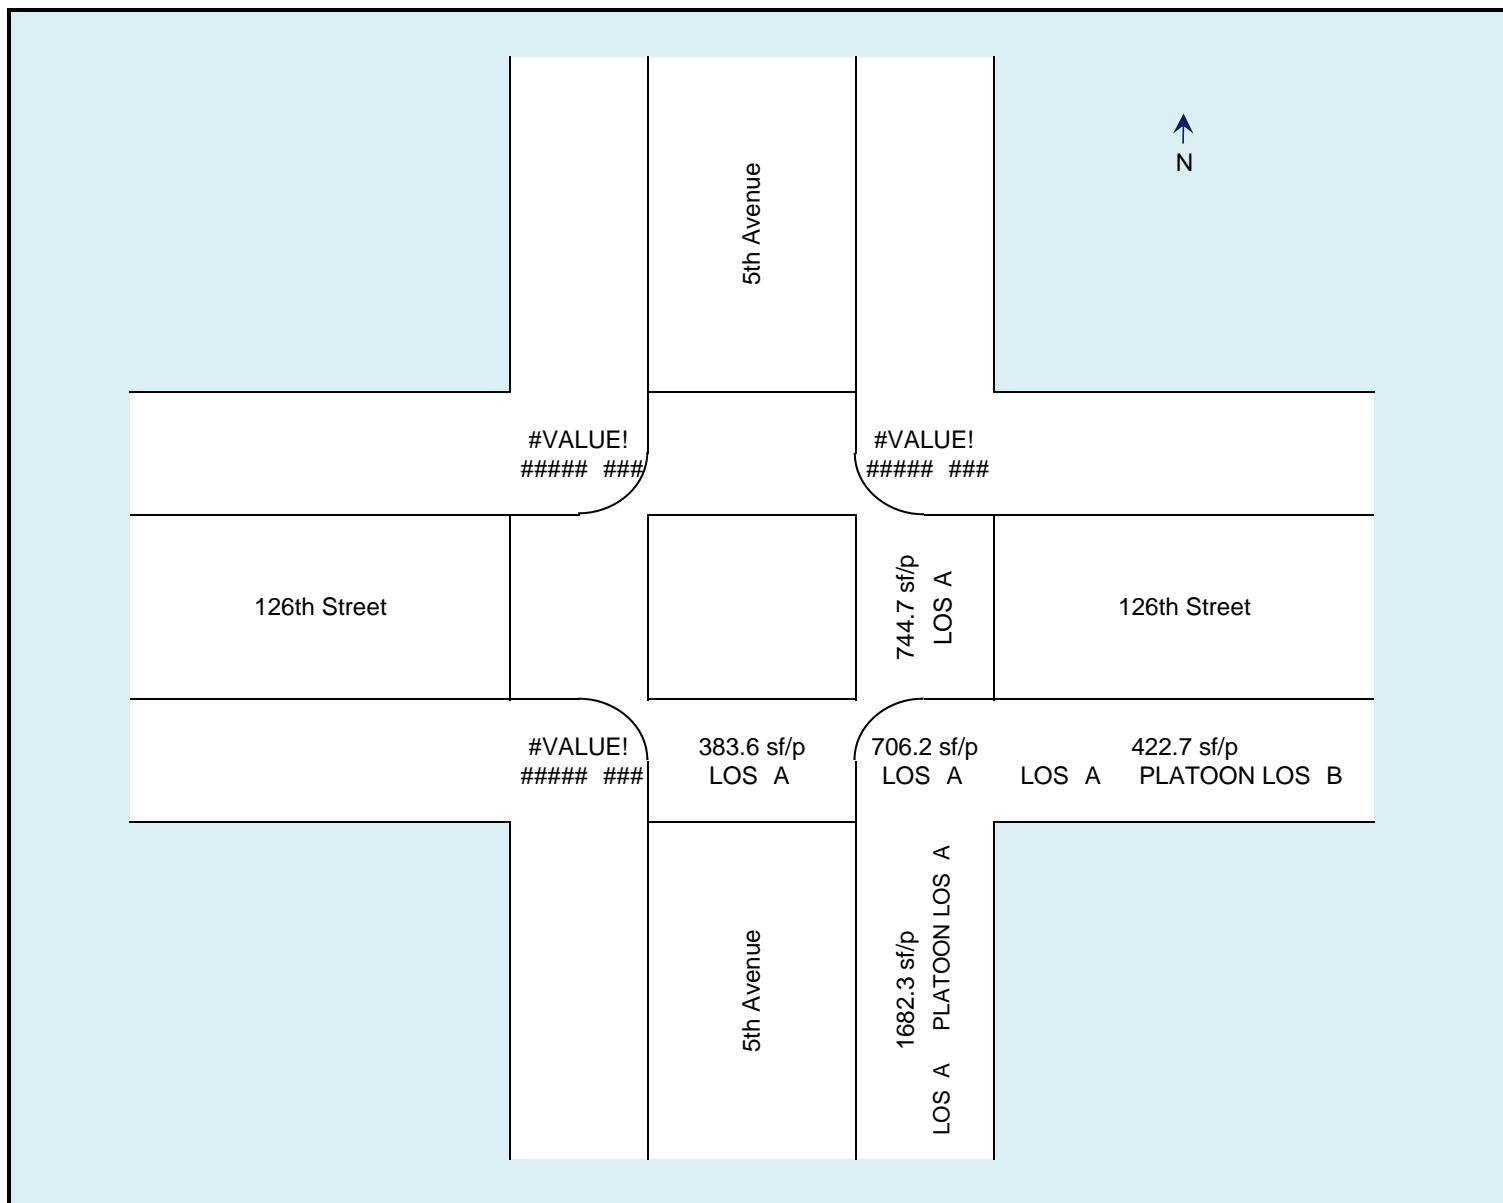 5th Avenue
N
#VALUE!
##### ###
#VALUE!
##### ###
126th Street
744.7 sf/p
LOS A
126th Street
#VALUE!
##### ###
383.6 sf/p
LOS A
706.2 sf/p
LOS A
422.7 sf/p
LOS A PLATOON LOS B
5th Avenue
1682.3 sf/p
LOS A PLATOON LOS A